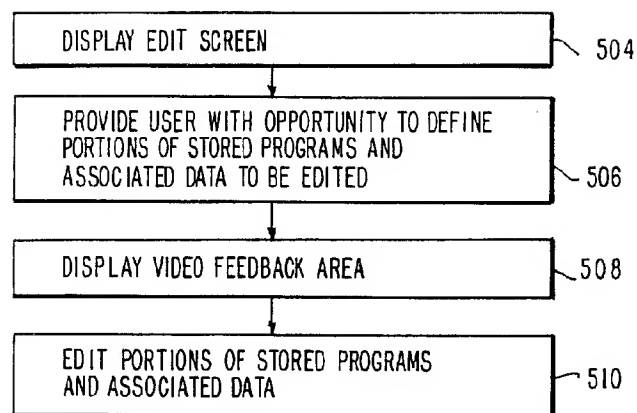 DISPLAY EDIT SCREEN
504
PROVIDE USER WITH OPPORTUNITY TO DEFINE
PORTIONS OF STORED PROGRAMS AND
ASSOCIATED DATA TO BE EDITED
506
DISPLAY VIDEO FEEDBACK AREA
508
EDIT PORTIONS OF STORED PROGRAMS
AND ASSOCIATED DATA
510